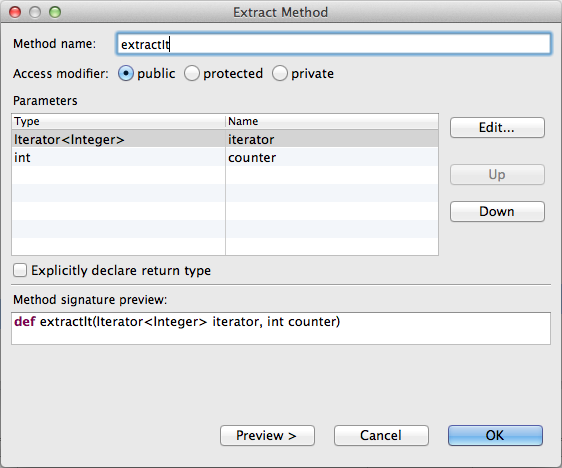 Extract Method
Method name: extractIt
Access modifier: public protected private
Parameters
Type Name
Iterator<Integer> iterator
int counter
Edit...
Up
Down
Explicitly declare return type
Method signature preview:
def extractIt(Iterator<Integer> iterator, int counter)
Preview > Cancel OK